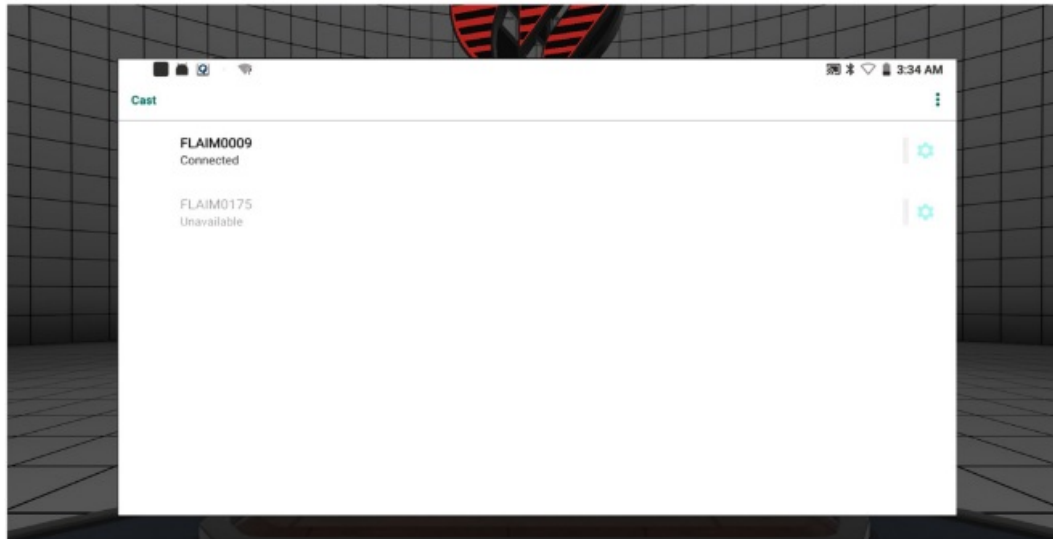 3:34 AM
Cast
FLAIM0009
Connected
FLAIM0175
Unavailable